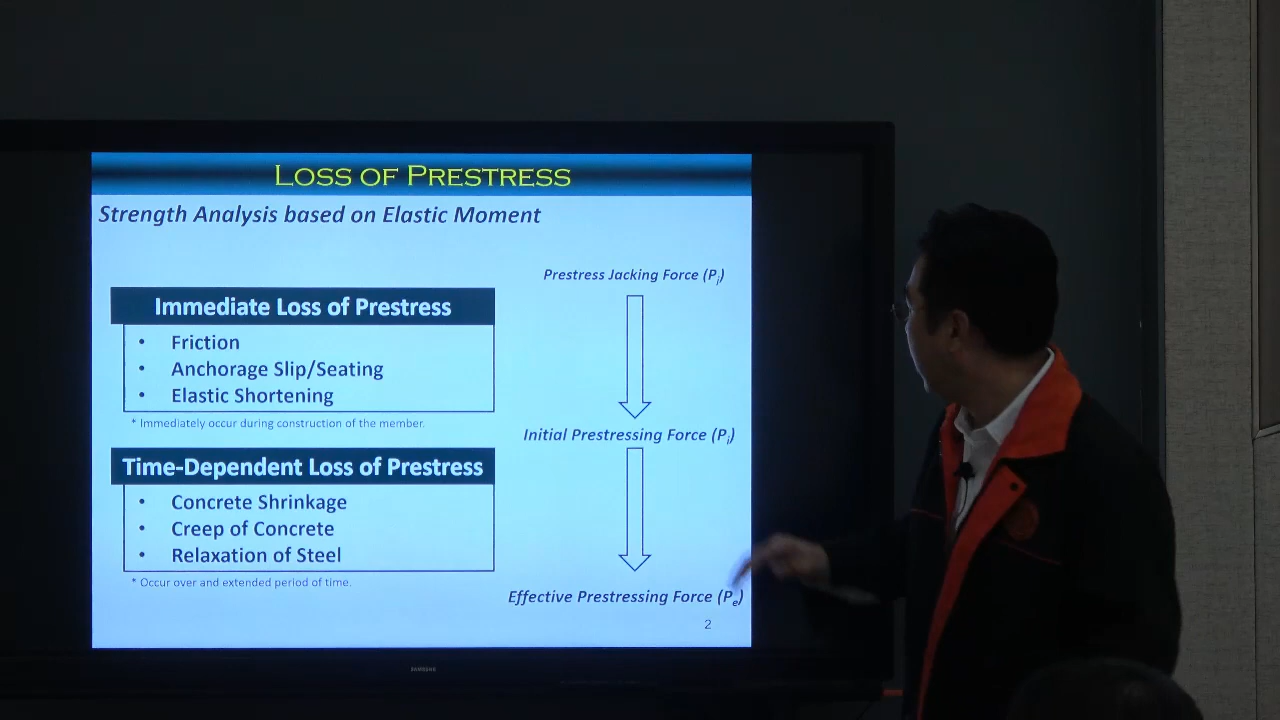 LOSS OF PRESTRESS
Strength Analysis based on Elastic Moment
Prestress Jacking Force (Pj)
Immediate Loss of Prestress
• Friction
• Anchorage Slip/Seating
• Elastic Shortening
* Immediately occur during construction of the member.
Initial Prestressing Force (Pi)
Time-Dependent Loss of Prestress
• Concrete Shrinkage
• Creep of Concrete
• Relaxation of Steel
* Occur over and extended period of time.
Effective Prestressing Force (Pe)
2
SAMSUNG